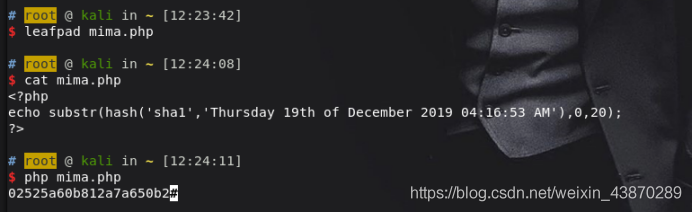 # root @ kali in ~ [12:23:42]
$ leafpad mima.php
# root @ kali in ~ [12:24:08]
$ cat mima.php
<?php
echo substr(hash('sha1','Thursday 19th of December 2019 04:16:53 AM'),0,20);
?>
# root @ kali in ~ [12:24:11]
$ php mima.php
02525a60b812a7a650b2#
https://blog.csdn.net/weixin_43870289